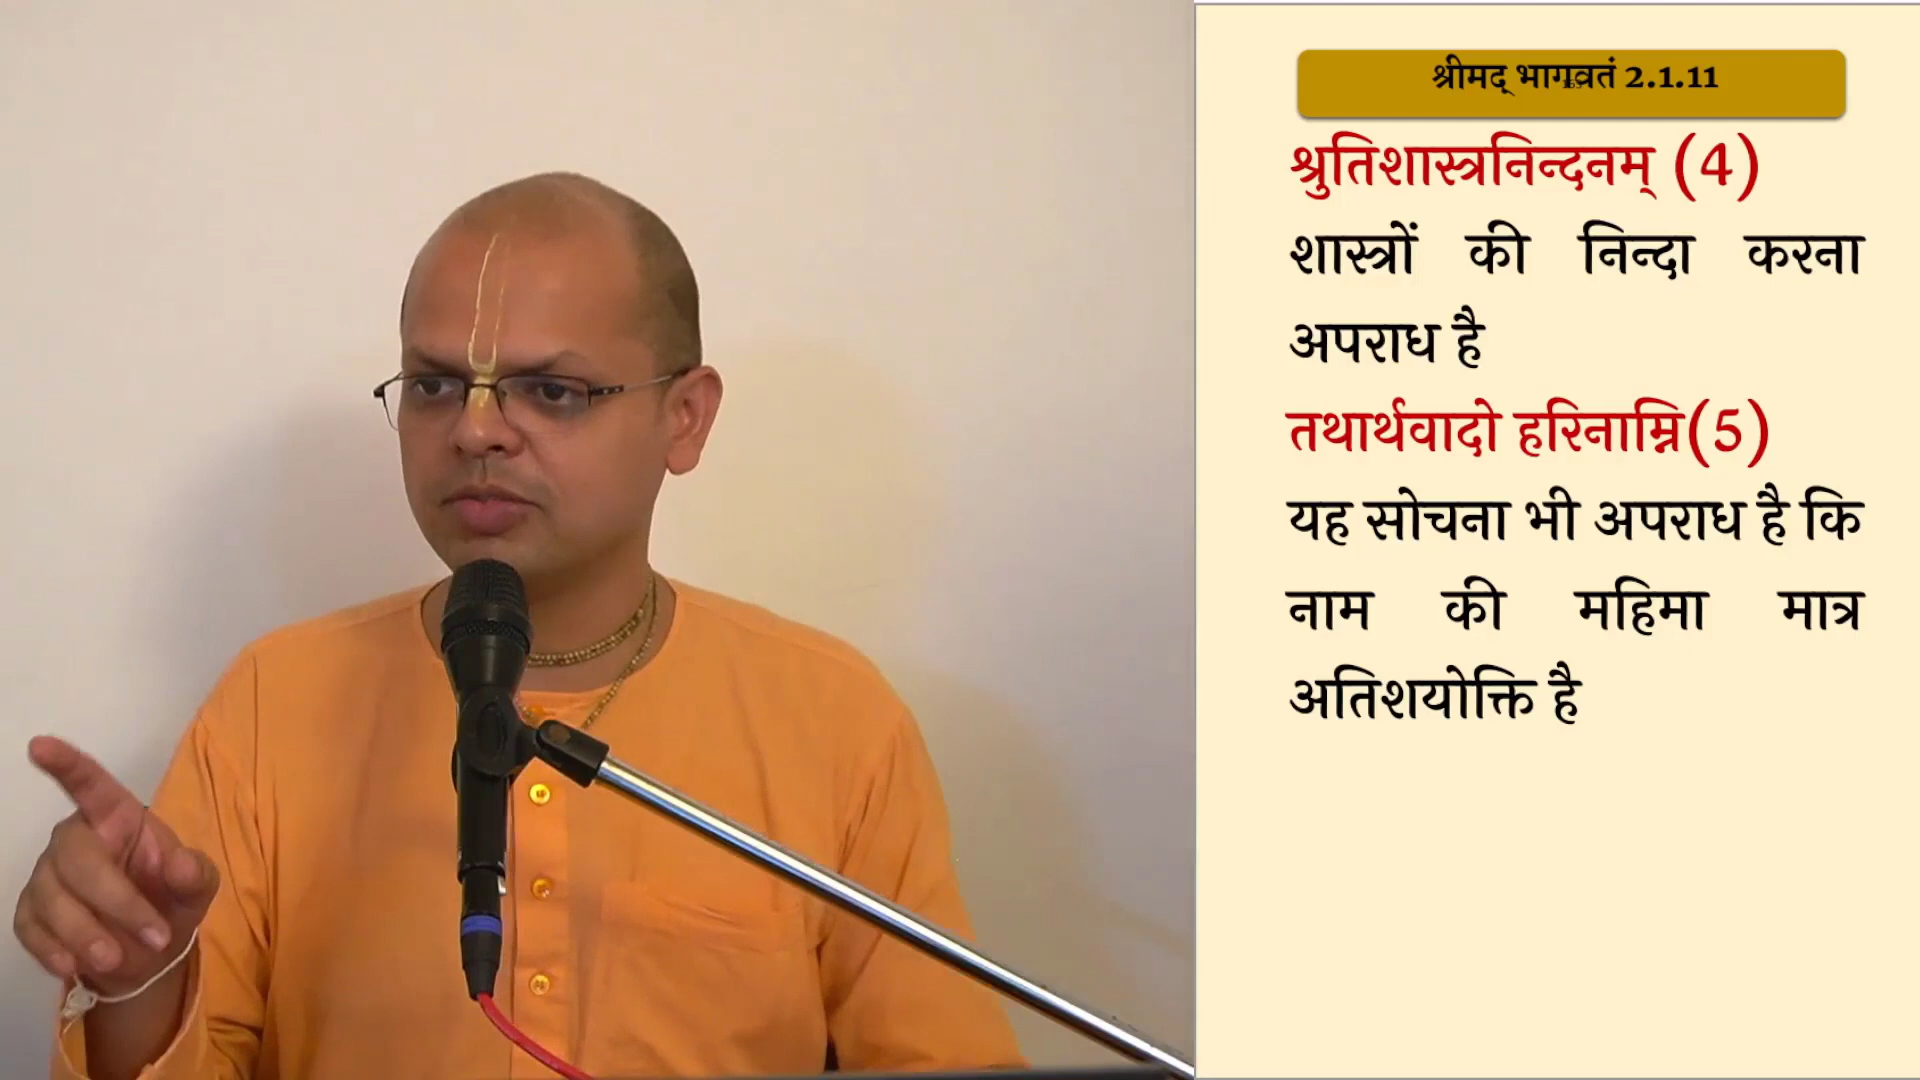 श्रीमद् भागवतं 2.1.11
श्रुतिशास्त्रनिन्दनम् (4)
शास्त्रों की निन्दा करना
अपराध है
तथार्थवादो हरिनाम्नि(5)
यह सोचना भी अपराध है कि
नाम की महिमा मात्र
अतिशयोक्ति है